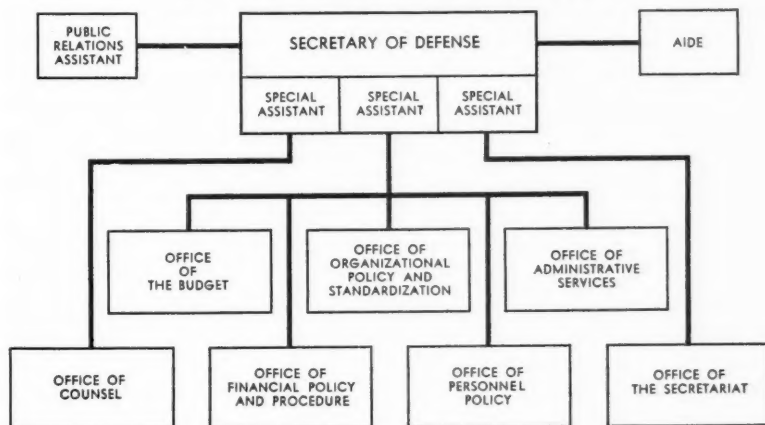 PUBLIC
RELATIONS
ASSISTANT
SECRETARY OF DEFENSE
AIDE
SPECIAL
ASSISTANT
SPECIAL
ASSISTANT
SPECIAL
ASSISTANT
OFFICE
OF
THE BUDGET
OFFICE OF
ORGANIZATIONAL
POLICY AND
STANDARDIZATION
OFFICE OF
ADMINISTRATIVE
SERVICES
OFFICE OF
COUNSEL
OFFICE OF
FINANCIAL POLICY
AND PROCEDURE
OFFICE OF
PERSONNEL
POLICY
OFFICE OF
THE SECRETARIAT